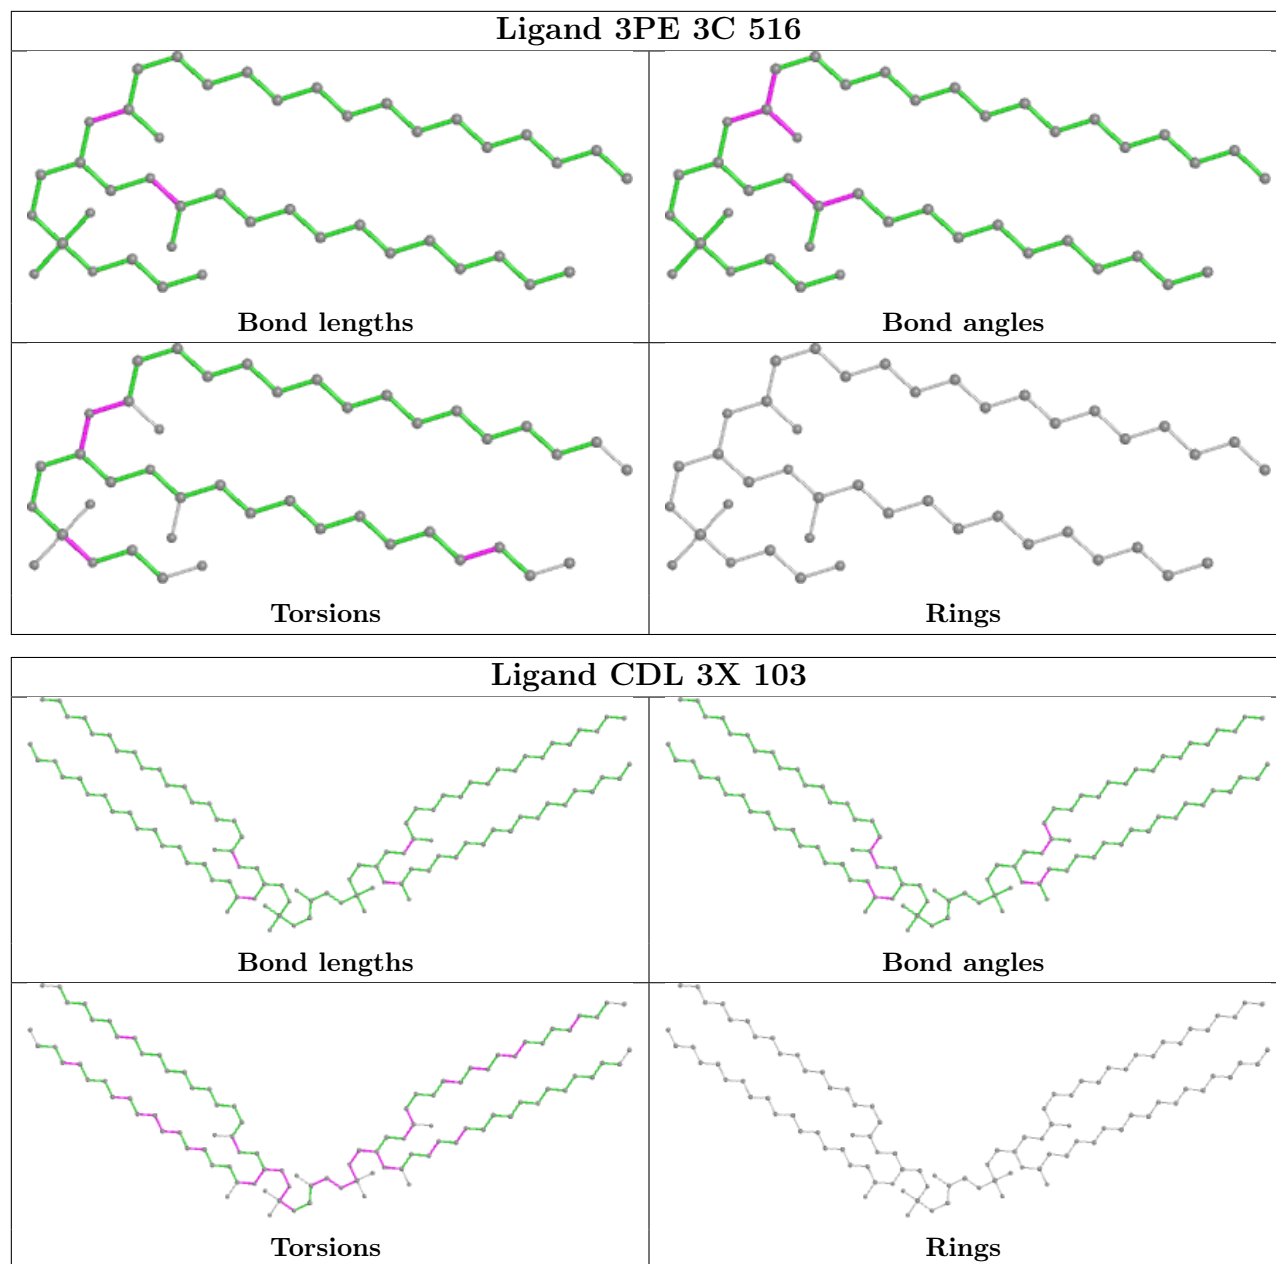 Ligand 3PE 3C 516
Bond lengths
Bond angles
Torsions
Rings
Ligand CDL 3X 103
Bond lengths
Bond angles
Torsions
Rings